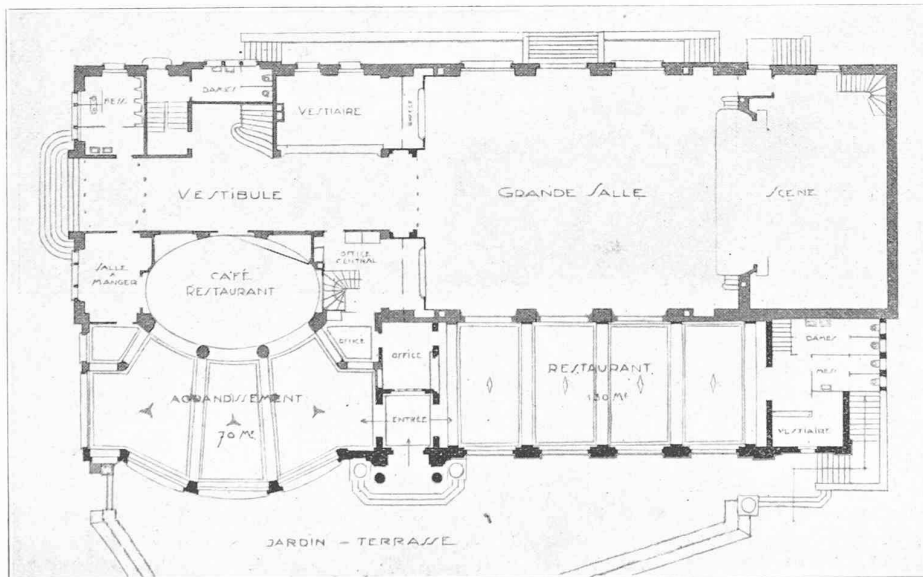 MESS.
DAMES
VESTIAIRE
BUFFET
VESTIBULE
GRANDE SALLE
SCENE
SALLE
A
MANGER
CAFÉ
RESTAURANT
OFFICE
CENTRAL
OFFICE
OFFICE
RESTAURANT
130 M²
DAMES
MESS
VESTIAIRE
AGRANDISSEMENT
70 M²
ENTRÉE
JARDIN - TERRASSE